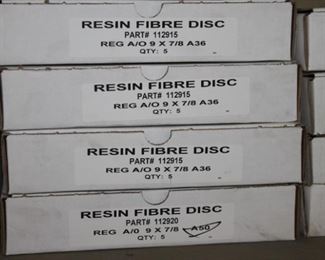 RESIN FIBRE DISC
PART# 112915
REG A/O 9 X 7/8 A36
QTY: 5
RESIN FIBRE DISC
PART# 112915
REG A/O 9 X 7/8 A36
QTY: 5
RESIN FIBRE DISC
PART# 112915
REG A/O 9 X 7/8 A36
QTY: 5
RESIN FIBRE DISC
PART# 112920
REG A/0 9 X 7/8 A50
QTY: 5